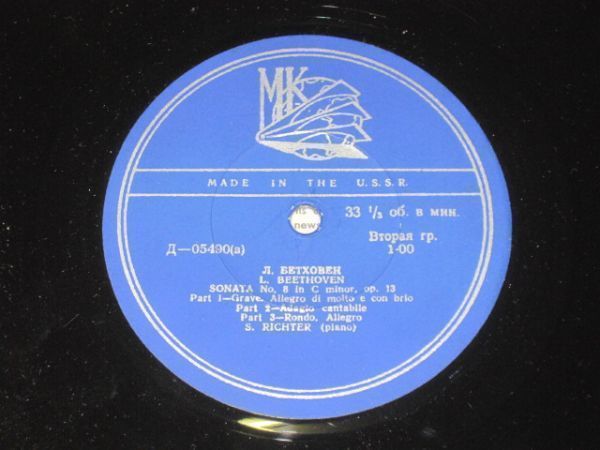 МК
MADE IN THE U.S.S.R.
news
33 1/3 об. в мин.
Д—05490(а)
Вторая гр.
1-00
Л. БЕТХОВЕН
L. BEETHOVEN
SONATA No. 8 in C minor, op. 13
Part 1—Grave. Allegro di molto e con brio
Part 2—Adagio cantabile
Part 3—Rondo, Allegro
S. RICHTER (piano)